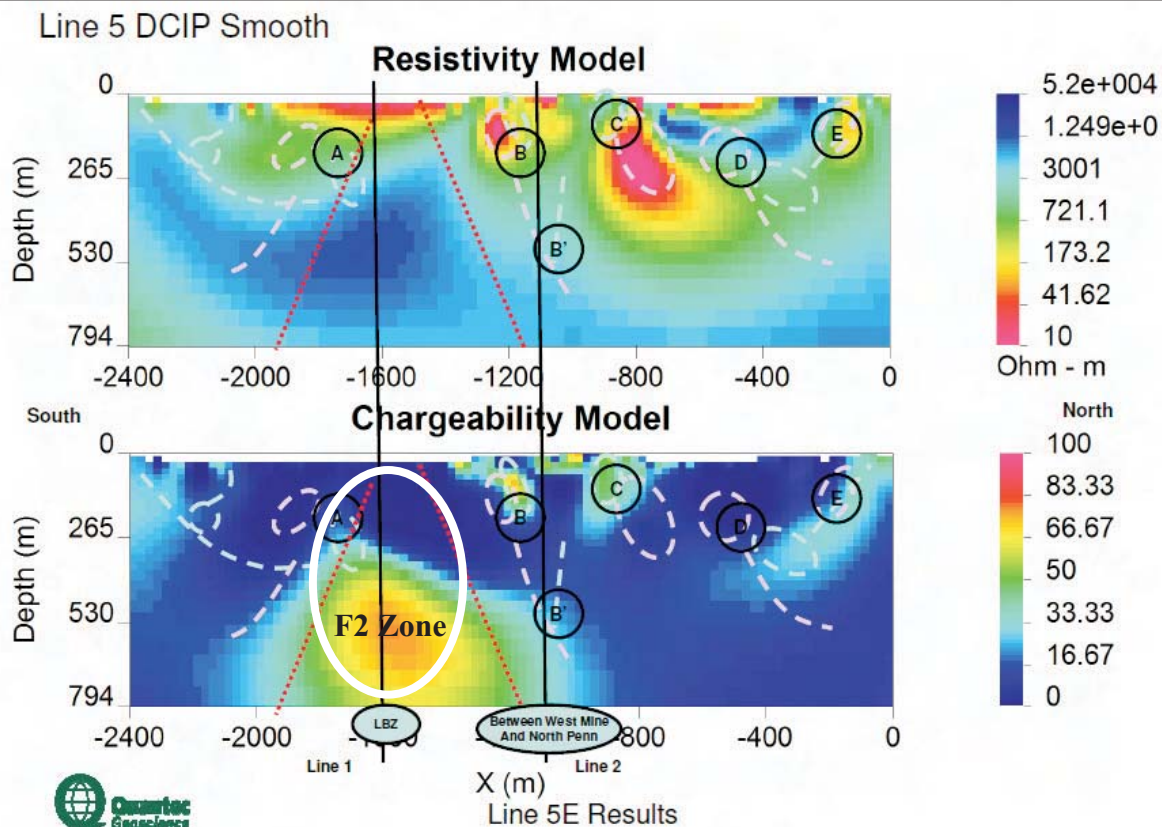 Line 5 DCIP Smooth
Resistivity Model
Depth (m)
0
265
530
794
A
B
B'
C
D
E
-2400
-2000
-1600
-1200
-800
-400
0
5.2e+004
1.249e+0
3001
721.1
173.2
41.62
10
Ohm - m
South
Chargeability Model
North
Depth (m)
0
265
530
794
A
B
B'
C
D
E
F2 Zone
100
83.33
66.67
50
33.33
16.67
0
LBZ
Between West Mine
And North Penn
-2400
-2000
-800
-400
0
Line 1
Line 2
X (m)
Line 5E Results
Quantec
Geoscience